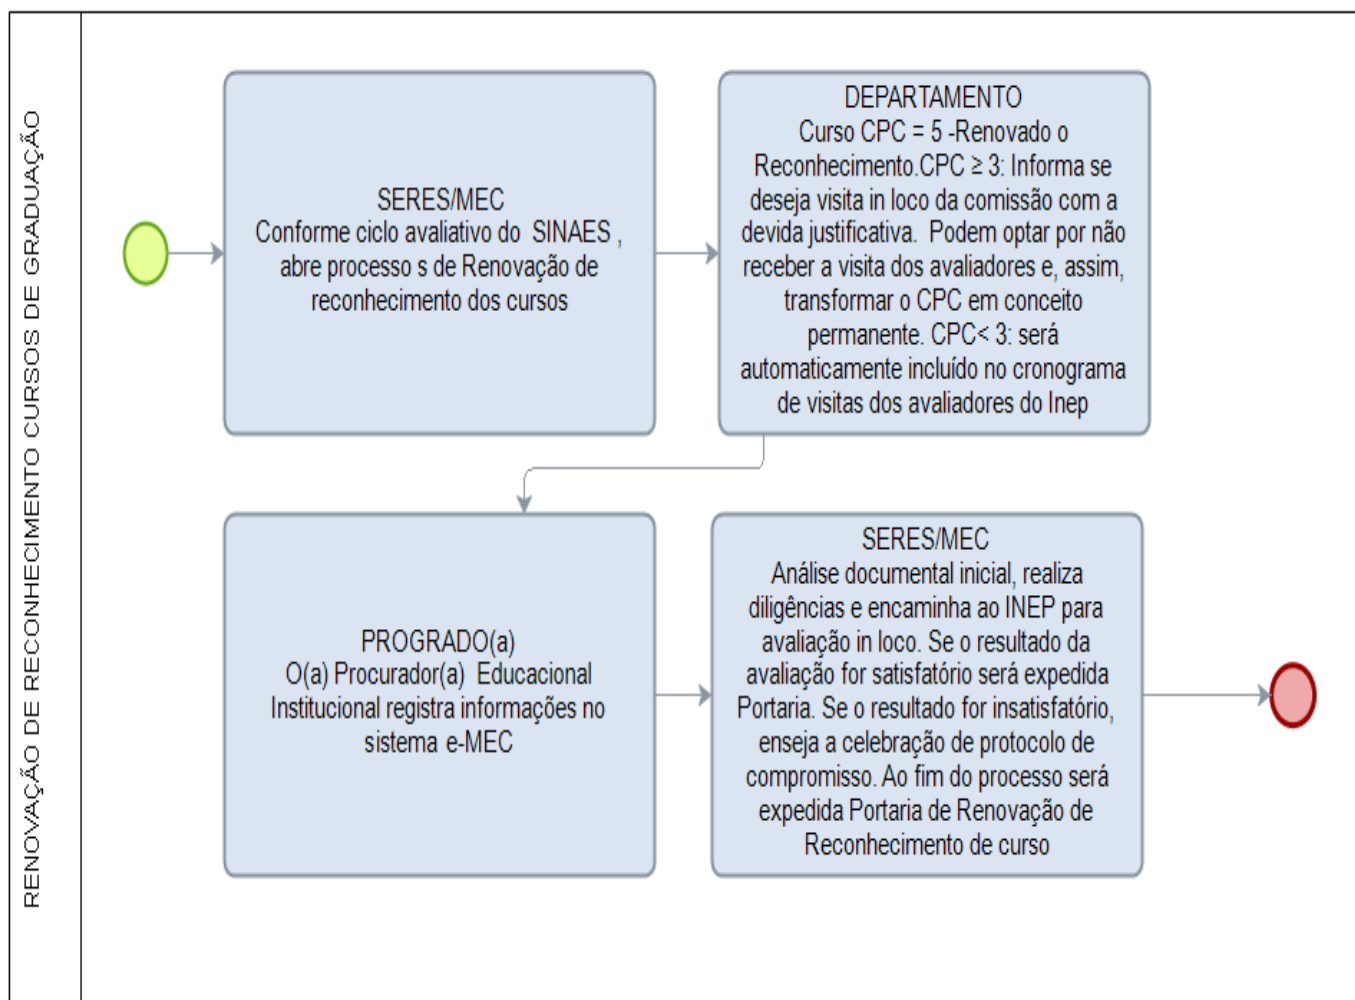 RENOVAÇÃO DE RECONHECIMENTO CURSOS DE GRADUAÇÃO
SERES/MEC
Conforme ciclo avaliativo do  SINAES ,
abre processo s de Renovação de
reconhecimento dos cursos
DEPARTAMENTO
Curso CPC = 5 -Renovado o
Reconhecimento.CPC ≥ 3: Informa se
deseja visita in loco da comissão com a
devida justificativa.  Podem optar por não
receber a visita dos avaliadores e, assim,
transformar o CPC em conceito
permanente. CPC< 3: será
automaticamente incluído no cronograma
de visitas dos avaliadores do Inep
PROGRADO(a)
O(a) Procurador(a)  Educacional
Institucional registra informações no
sistema e-MEC
SERES/MEC
Análise documental inicial, realiza
diligências e encaminha ao INEP para
avaliação in loco. Se o resultado da
avaliação for satisfatório será expedida
Portaria. Se o resultado for insatisfatório,
enseja a celebração de protocolo de
compromisso. Ao fim do processo será
expedida Portaria de Renovação de
Reconhecimento de curso